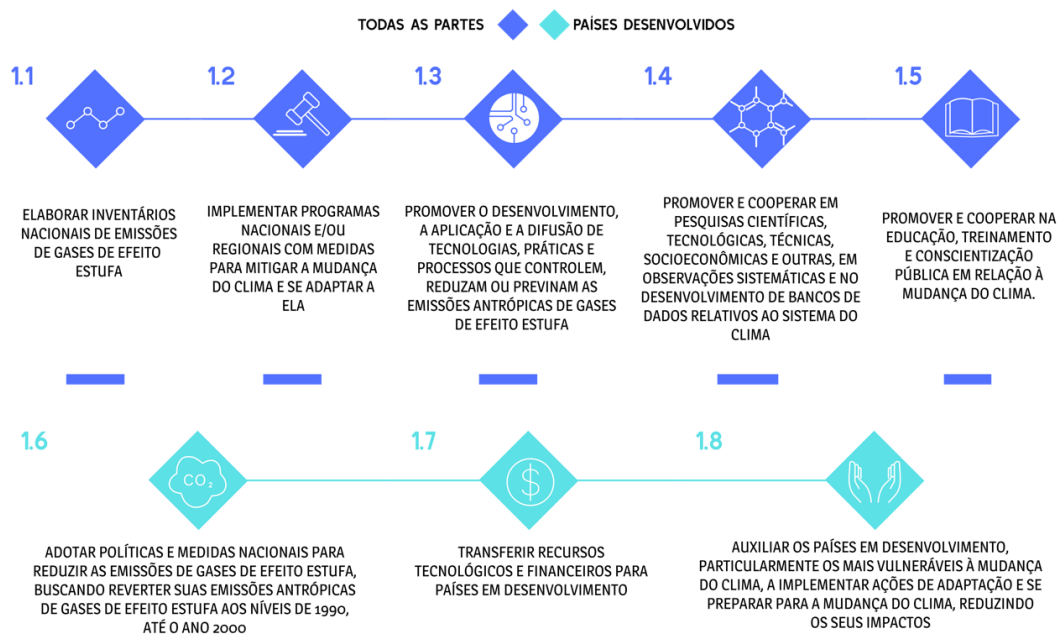 TODAS AS PARTES
PAÍSES DESENVOLVIDOS
1.1
1.2
1.3
1.4
1.5
ELABORAR INVENTÁRIOS
NACIONAIS DE EMISSÕES
DE GASES DE EFEITO
ESTUFA
IMPLEMENTAR PROGRAMAS
NACIONAIS E/OU
REGIONAIS COM MEDIDAS
PARA MITIGAR A MUDANÇA
DO CLIMA E SE ADAPTAR A
ELA
PROMOVER O DESENVOLVIMENTO,
A APLICAÇÃO E A DIFUSÃO DE
TECNOLOGIAS, PRÁTICAS E
PROCESSOS QUE CONTROLEM,
REDUZAM OU PREVINAM AS
EMISSÕES ANTRÓPICAS DE GASES
DE EFEITO ESTUFA
PROMOVER E COOPERAR EM
PESQUISAS CIENTÍFICAS,
TECNOLÓGICAS, TÉCNICAS,
SOCIOECONÔMICAS E OUTRAS, EM
OBSERVAÇÕES SISTEMÁTICAS E NO
DESENVOLVIMENTO DE BANCOS DE
DADOS RELATIVOS AO SISTEMA DO
CLIMA
PROMOVER E COOPERAR NA
EDUCAÇÃO, TREINAMENTO
E CONSCIENTIZAÇÃO
PÚBLICA EM RELAÇÃO À
MUDANÇA DO CLIMA.
1.6
1.7
1.8
CO₂
$
ADOTAR POLÍTICAS E MEDIDAS NACIONAIS PARA
REDUZIR AS EMISSÕES DE GASES DE EFEITO ESTUFA,
BUSCANDO REVERTER SUAS EMISSÕES ANTRÓPICAS
DE GASES DE EFEITO ESTUFA AOS NÍVEIS DE 1990,
ATÉ O ANO 2000
TRANSFERIR RECURSOS
TECNOLÓGICOS E FINANCEIROS PARA
PAÍSES EM DESENVOLVIMENTO
AUXILIAR OS PAÍSES EM DESENVOLVIMENTO,
PARTICULARMENTE OS MAIS VULNERÁVEIS À MUDANÇA
DO CLIMA, A IMPLEMENTAR AÇÕES DE ADAPTAÇÃO E SE
PREPARAR PARA A MUDANÇA DO CLIMA, REDUZINDO
OS SEUS IMPACTOS